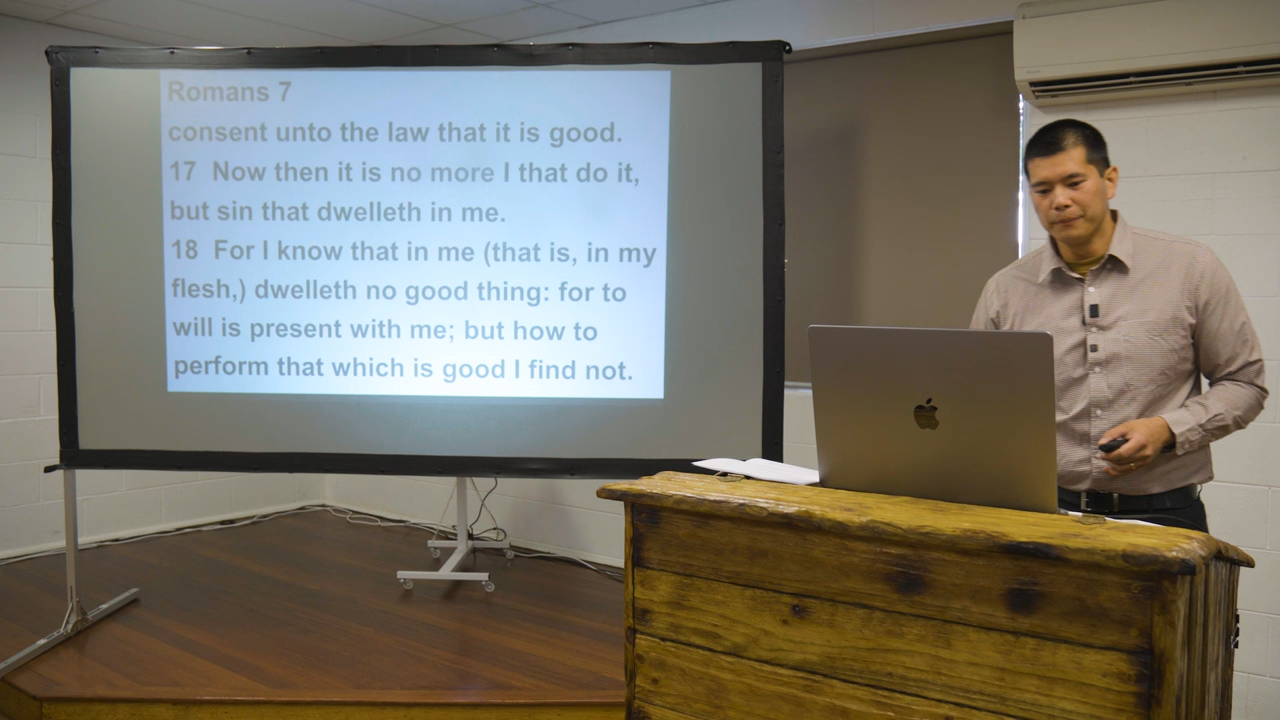 Romans 7
consent unto the law that it is good.
17 Now then it is no more I that do it,
but sin that dwelleth in me.
18 For I know that in me (that is, in my
flesh,) dwelleth no good thing: for to
will is present with me; but how to
perform that which is good I find not.